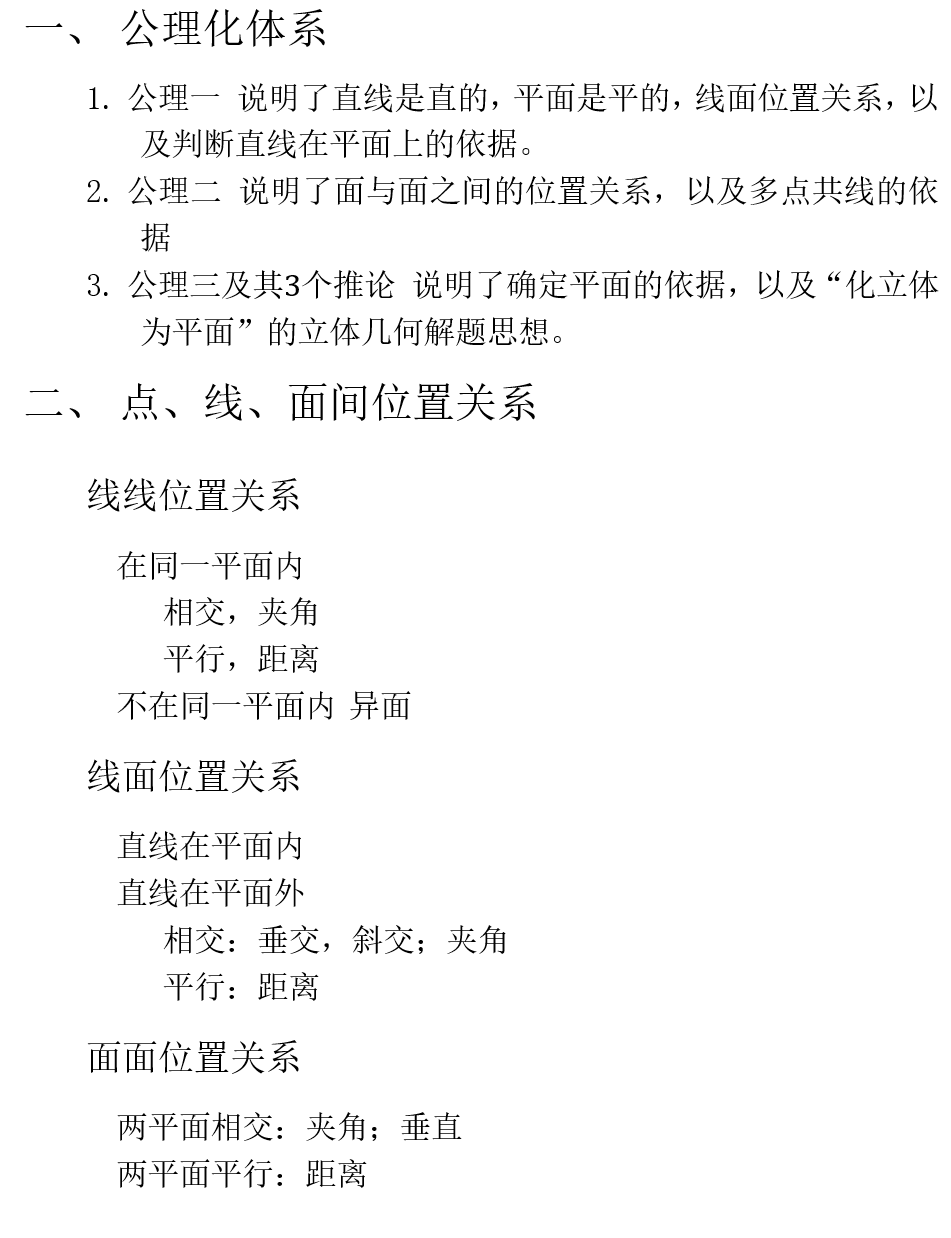 一、 公理化体系
1. 公理一 说明了直线是直的，平面是平的，线面位置关系，以
及判断直线在平面上的依据。
2. 公理二 说明了面与面之间的位置关系，以及多点共线的依
据
3. 公理三及其3个推论 说明了确定平面的依据，以及“化立体
为平面”的立体几何解题思想。
二、 点、线、面间位置关系
线线位置关系
在同一平面内
相交，夹角
平行，距离
不在同一平面内 异面
线面位置关系
直线在平面内
直线在平面外
相交：垂交，斜交；夹角
平行：距离
面面位置关系
两平面相交：夹角；垂直
两平面平行：距离